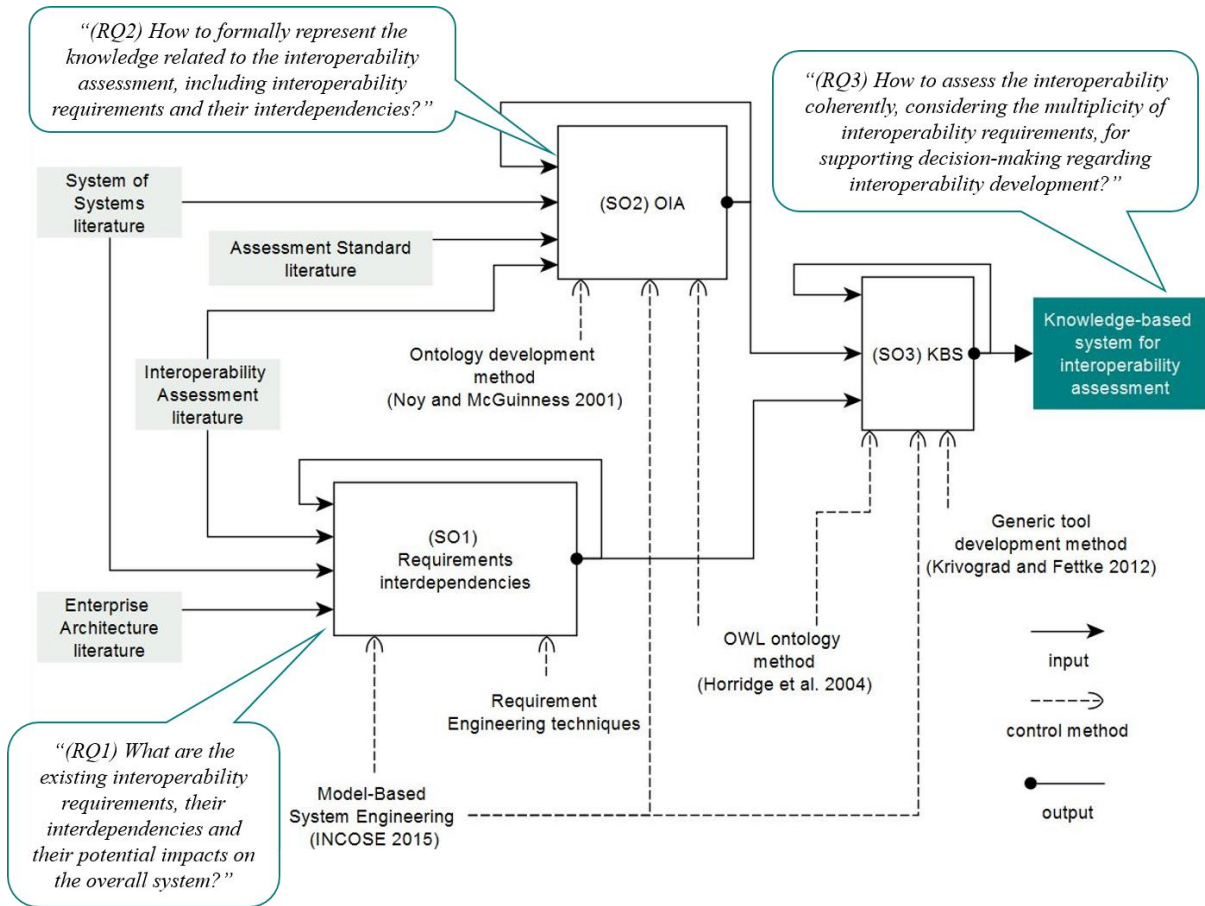 “(RQ2) How to formally represent the
knowledge related to the interoperability
assessment, including interoperability
requirements and their interdependencies?”
“(RQ3) How to assess the interoperability
coherently, considering the multiplicity of
interoperability requirements, for
supporting decision-making regarding
interoperability development?”
System of
Systems
literature
(SO2) OIA
Assessment Standard
literature
Ontology development
method
(Noy and McGuinness 2001)
(SO3) KBS
Knowledge-based
system for
interoperability
assessment
Interoperability
Assessment
literature
(SO1)
Requirements
interdependencies
Generic tool
development method
(Krivograd and Fettke 2012)
Enterprise
Architecture
literature
OWL ontology
method
(Horridge et al. 2004)
Requirement
Engineering techniques
input
control method
output
“(RQ1) What are the
existing interoperability
requirements, their
interdependencies and
their potential impacts on
the overall system?”
Model-Based
System Engineering
(INCOSE 2015)